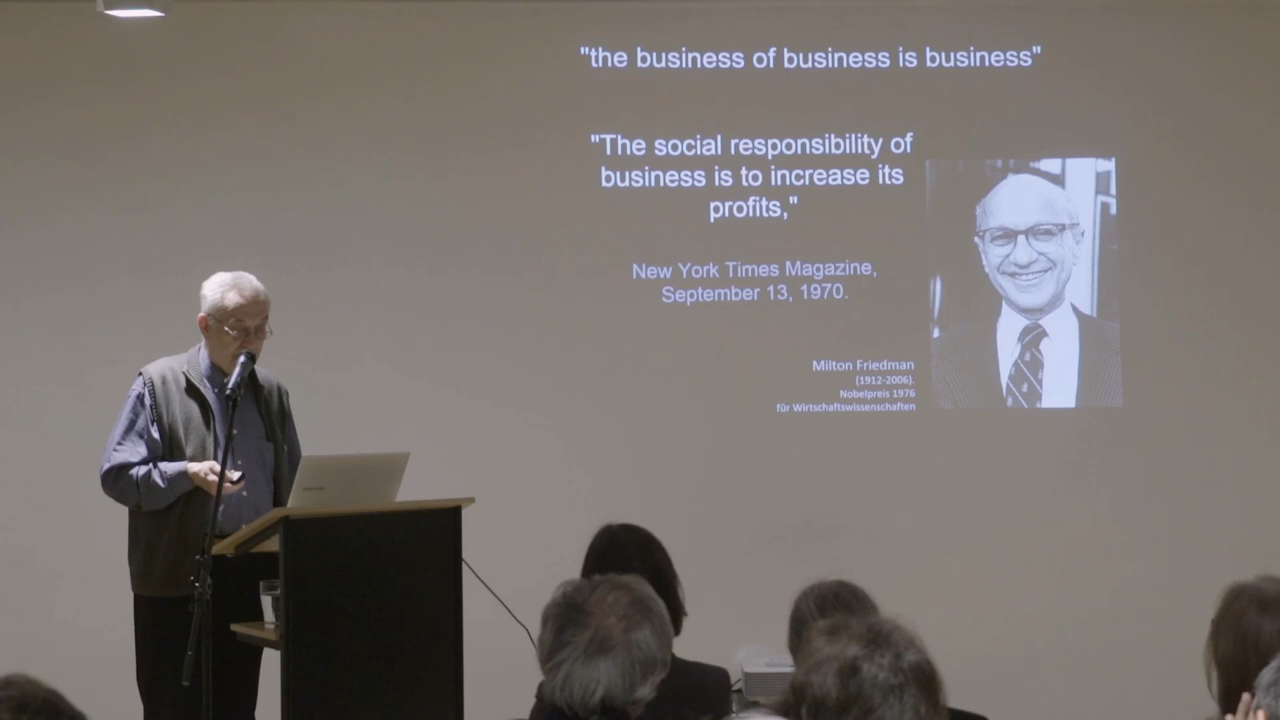 "the business of business is business"
"The social responsibility of
business is to increase its
profits,"
New York Times Magazine,
September 13, 1970.
Milton Friedman
(1912-2006).
Nobelpreis 1976
für Wirtschaftswissenschaften